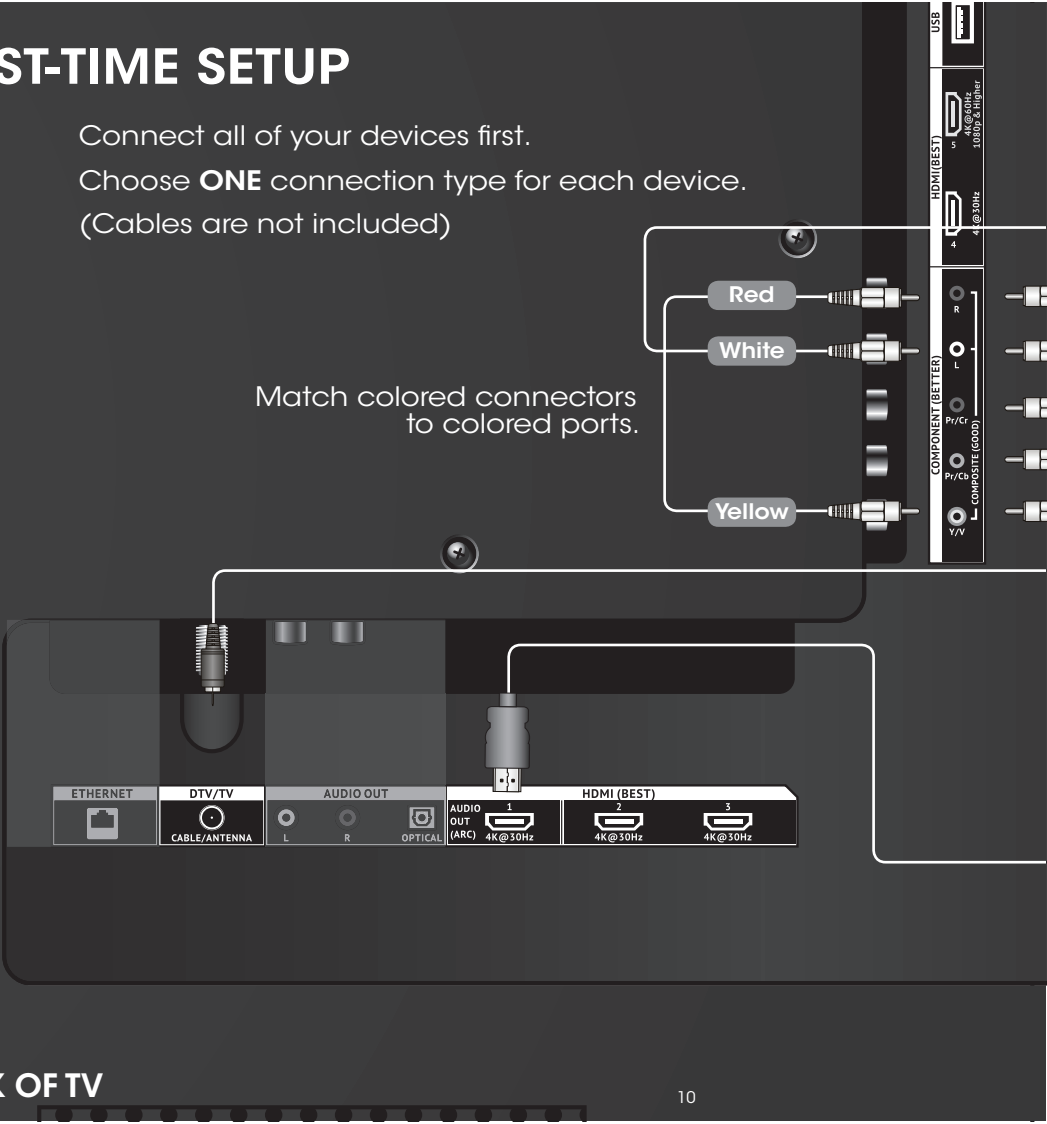 ST-TIME SETUP
Connect all of your devices first.
Choose ONE connection type for each device.
(Cables are not included)
USB
HDMI(BEST)
5
4K@60Hz
1080p & Higher
4
4K@30Hz
Red
White
Match colored connectors
to colored ports.
Yellow
COMPONENT (BETTER)
COMPOSITE (GOOD)
R
L
Pr/Cr
Pr/Cb
Y/V
ETHERNET
DTV/TV
CABLE/ANTENNA
AUDIO OUT
L
R
OPTICAL
HDMI (BEST)
AUDIO
OUT
(ARC)
1
4K@30Hz
2
4K@30Hz
3
4K@30Hz
K OF TV
10